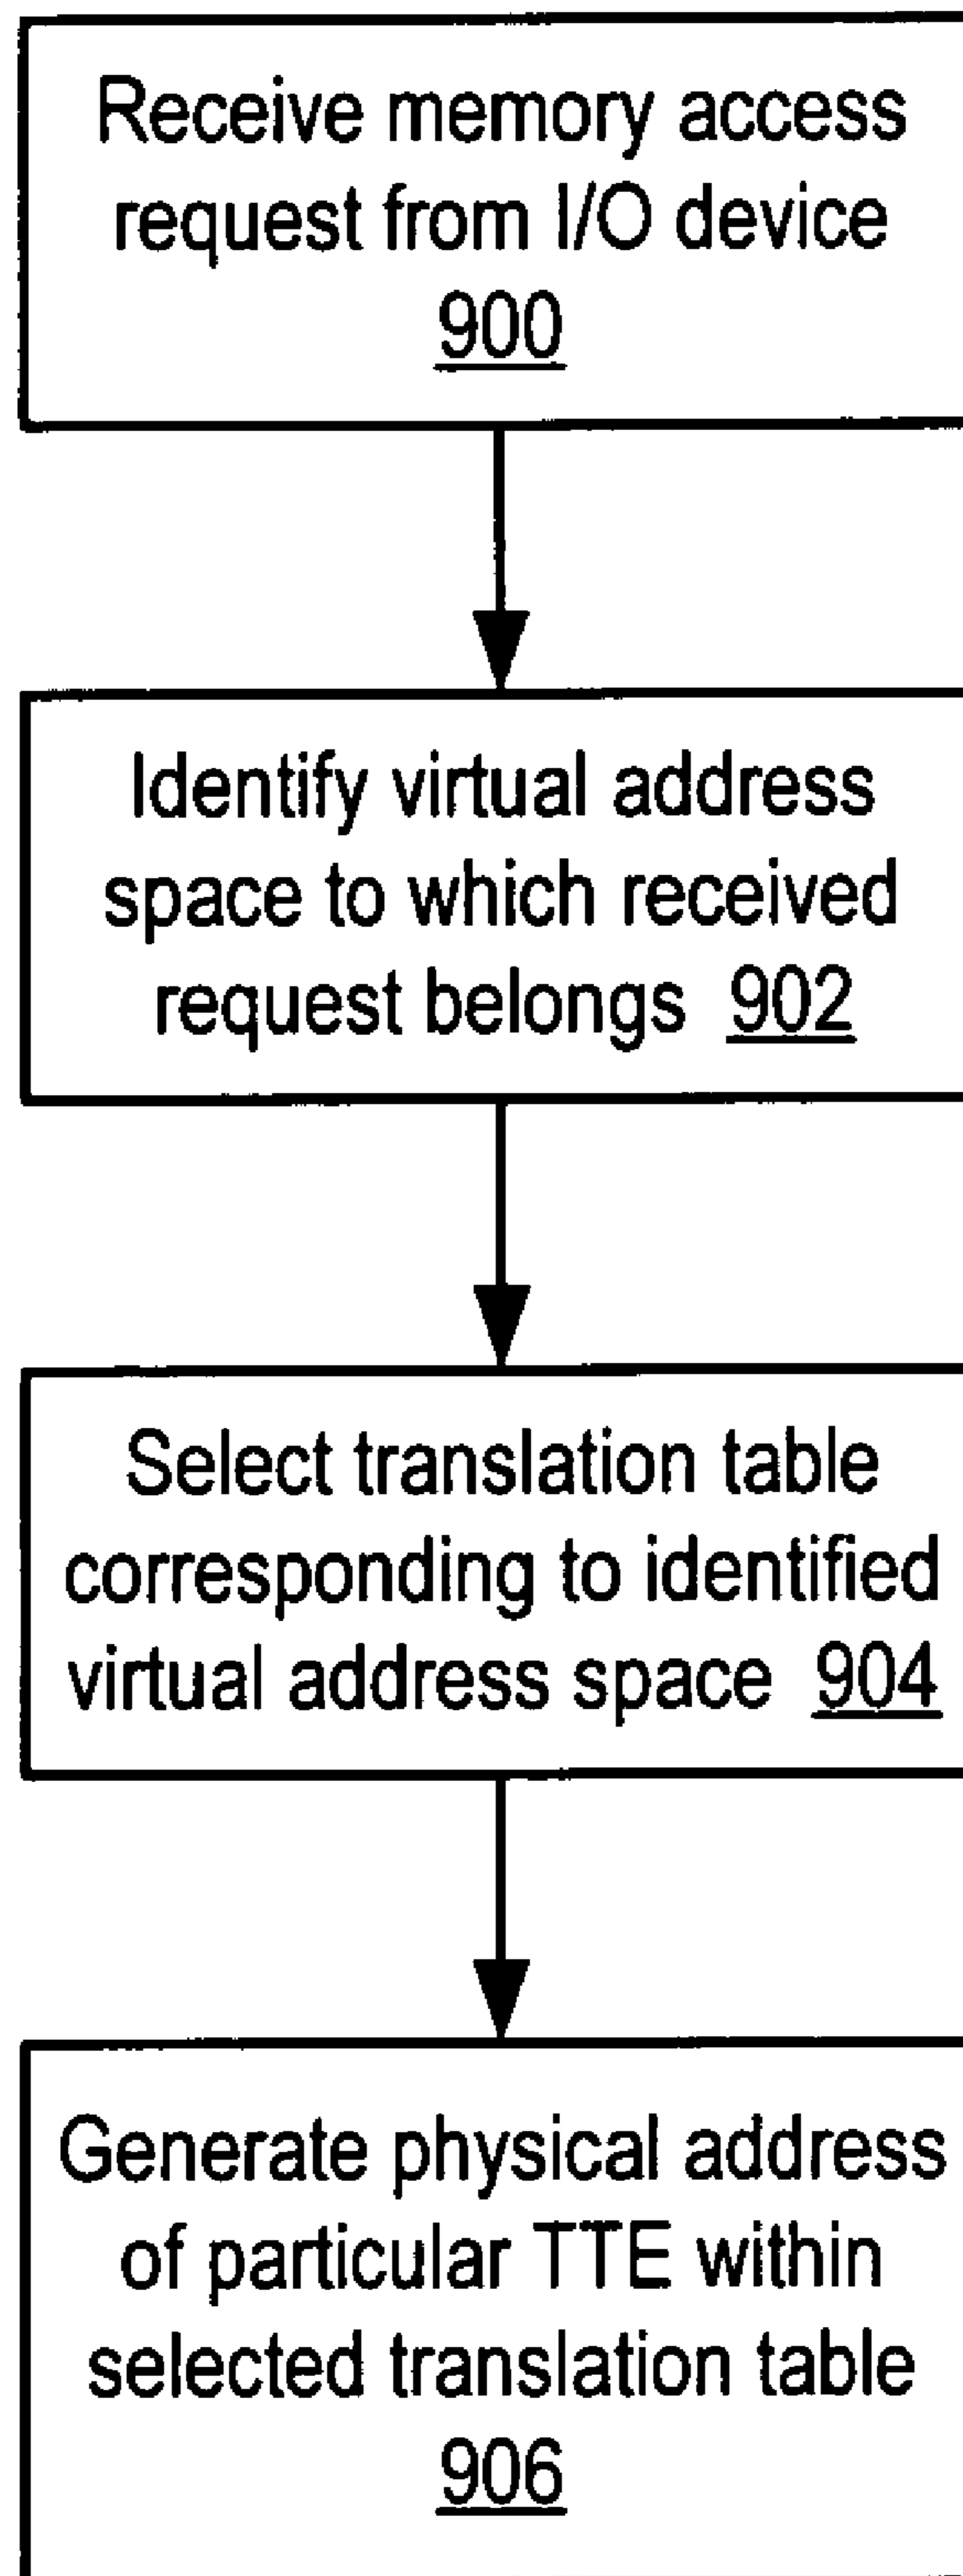 Receive memory access
request from I/O device
900
Identify virtual address
space to which received
request belongs 902
Select translation table
corresponding to identified
virtual address space 904
Generate physical address
of particular TTE within
selected translation table
906